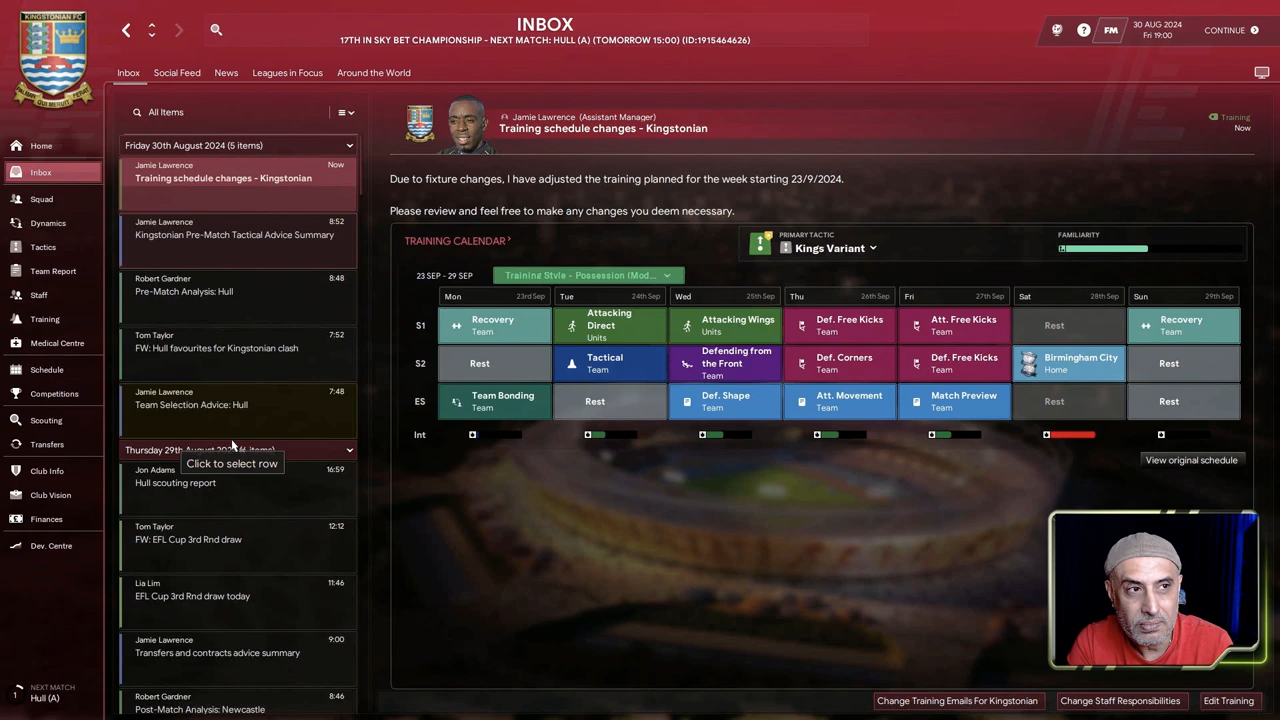 KINGSTONIAN FC
INBOX
17TH IN SKY BET CHAMPIONSHIP - NEXT MATCH: HULL (A) (TOMORROW 15:00) (ID:1915464626)
FM
30 AUG 2024
Fri 19:00
CONTINUE
Inbox
Social Feed
News
Leagues in Focus
Around the World
Home
Inbox
Squad
Dynamics
Tactics
Team Report
Staff
Training
Medical Centre
Schedule
Competitions
Scouting
Transfers
Club Info
Club Vision
Finances
Dev. Centre
1
NEXT MATCH
Hull (A)
All Items
Friday 30th August 2024 (5 items)
Jamie Lawrence Now
Training schedule changes - Kingstonian
Jamie Lawrence 8:52
Kingstonian Pre-Match Tactical Advice Summary
Robert Gardner 8:48
Pre-Match Analysis: Hull
Tom Taylor 7:52
FW: Hull favourites for Kingstonian clash
Jamie Lawrence 7:48
Team Selection Advice: Hull
Thursday 29th August
Click to select row
Jon Adams 16:59
Hull scouting report
Tom Taylor 12:12
FW: EFL Cup 3rd Rnd draw
Lia Lim 11:46
EFL Cup 3rd Rnd draw today
Jamie Lawrence 9:00
Transfers and contracts advice summary
Robert Gardner 8:46
Post-Match Analysis: Newcastle
Jamie Lawrence (Assistant Manager)
Training schedule changes - Kingstonian
Training
Now
Due to fixture changes, I have adjusted the training planned for the week starting 23/9/2024.
Please review and feel free to make any changes you deem necessary.
TRAINING CALENDAR
PRIMARY TACTIC
Kings Variant
FAMILIARITY
23 SEP - 29 SEP
Training Style - Possession (Mod...
Mon 23rd Sep Tue 24th Sep Wed 25th Sep Thu 26th Sep Fri 27th Sep Sat 28th Sep Sun 29th Sep
S1
Recovery
Team
Attacking
Direct
Units
Attacking Wings
Units
Def. Free Kicks
Team
Att. Free Kicks
Team
Rest
Recovery
Team
S2
Rest
Tactical
Team
Defending from
the Front
Team
Def. Corners
Team
Def. Free Kicks
Team
Birmingham City
Home
Rest
ES
Team Bonding
Team
Rest
Def. Shape
Team
Att. Movement
Team
Match Preview
Team
Rest
Rest
Int
View original schedule
Change Training Emails For Kingstonian
Change Staff Responsibilities
Edit Training